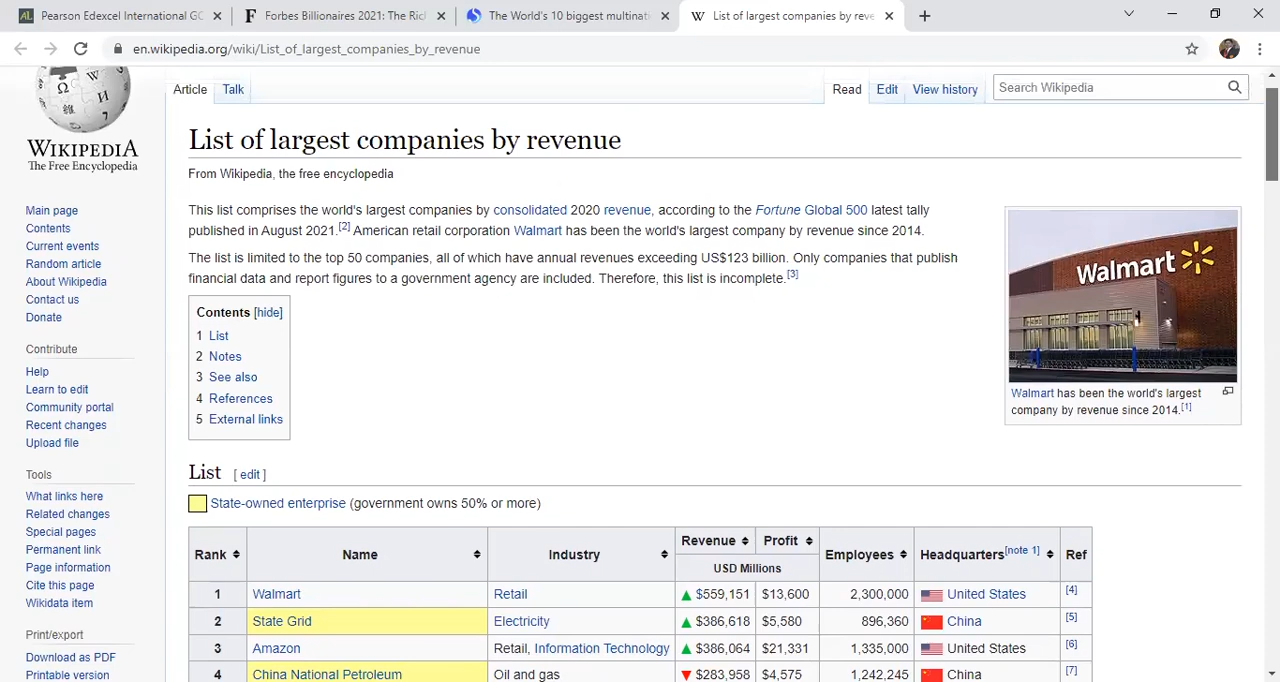 Pearson Edexcel International GC
Forbes Billionaires 2021: The Ric
The World's 10 biggest multinat
List of largest companies by reve
en.wikipedia.org/wiki/List_of_largest_companies_by_revenue
WIKIPEDIA
The Free Encyclopedia
Main page
Contents
Current events
Random article
About Wikipedia
Contact us
Donate
Contribute
Help
Learn to edit
Community portal
Recent changes
Upload file
Tools
What links here
Related changes
Special pages
Permanent link
Page information
Cite this page
Wikidata item
Print/export
Download as PDF
Printable version
Article Talk
Read Edit View history
Search Wikipedia
List of largest companies by revenue
From Wikipedia, the free encyclopedia
This list comprises the world's largest companies by consolidated 2020 revenue, according to the Fortune Global 500 latest tally
published in August 2021.[2] American retail corporation Walmart has been the world's largest company by revenue since 2014.
The list is limited to the top 50 companies, all of which have annual revenues exceeding US$123 billion. Only companies that publish
financial data and report figures to a government agency are included. Therefore, this list is incomplete.[3]
Walmart
Walmart has been the world's largest
company by revenue since 2014.[1]
Contents [hide]
1 List
2 Notes
3 See also
4 References
5 External links
List [ edit ]
State-owned enterprise (government owns 50% or more)
Rank Name Industry Revenue Profit Employees Headquarters[note 1] Ref
USD Millions
1 Walmart Retail $559,151 $13,600 2,300,000 United States [4]
2 State Grid Electricity $386,618 $5,580 896,360 China [5]
3 Amazon Retail, Information Technology $386,064 $21,331 1,335,000 United States [6]
4 China National Petroleum Oil and gas $283,958 $4,575 1,242,245 China [7]